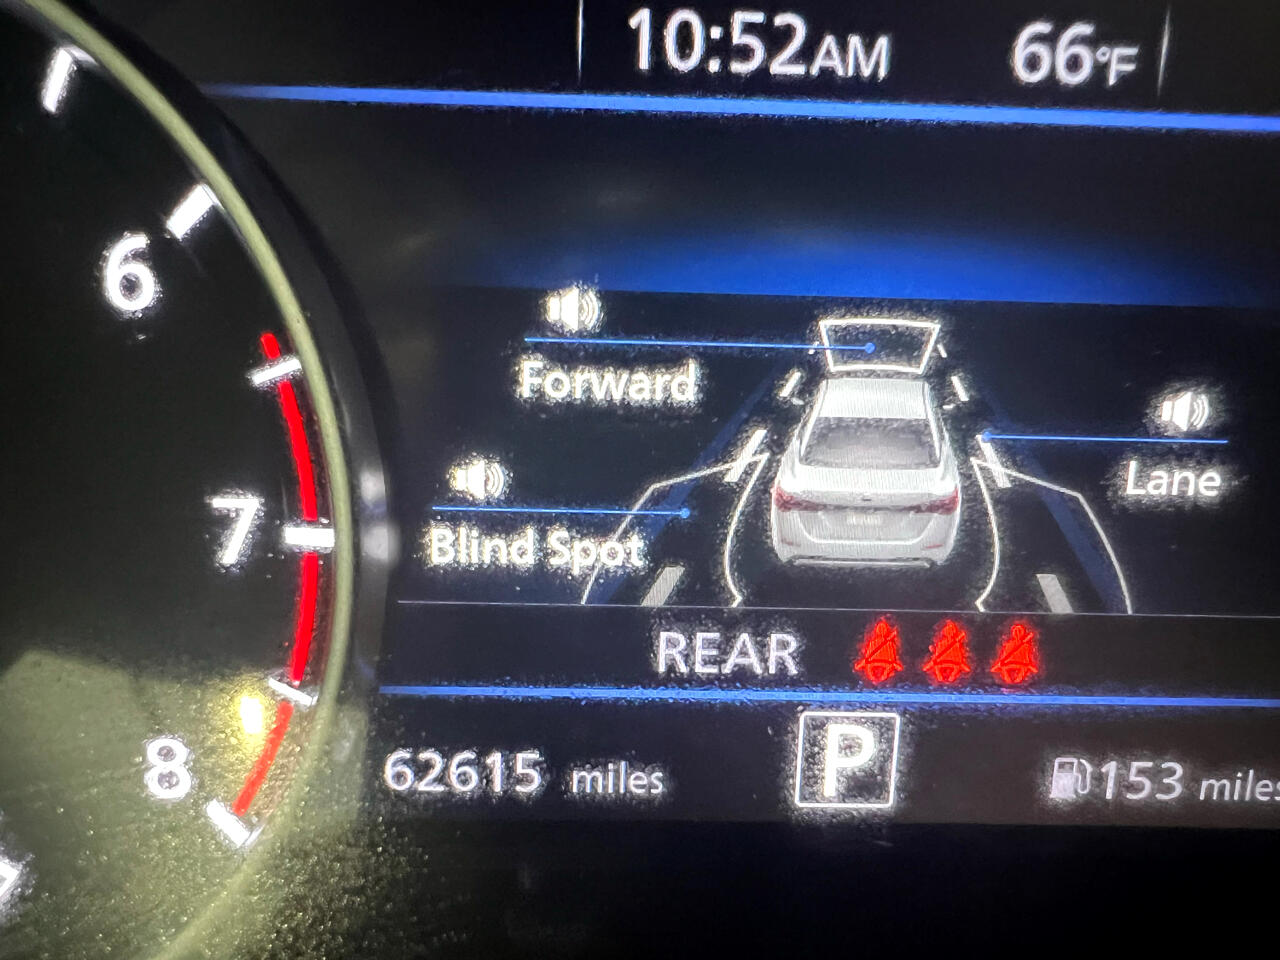 10:52AM 66°F
6
Forward
Lane
7
Blind Spot
REAR
8
62615 miles P 153 miles